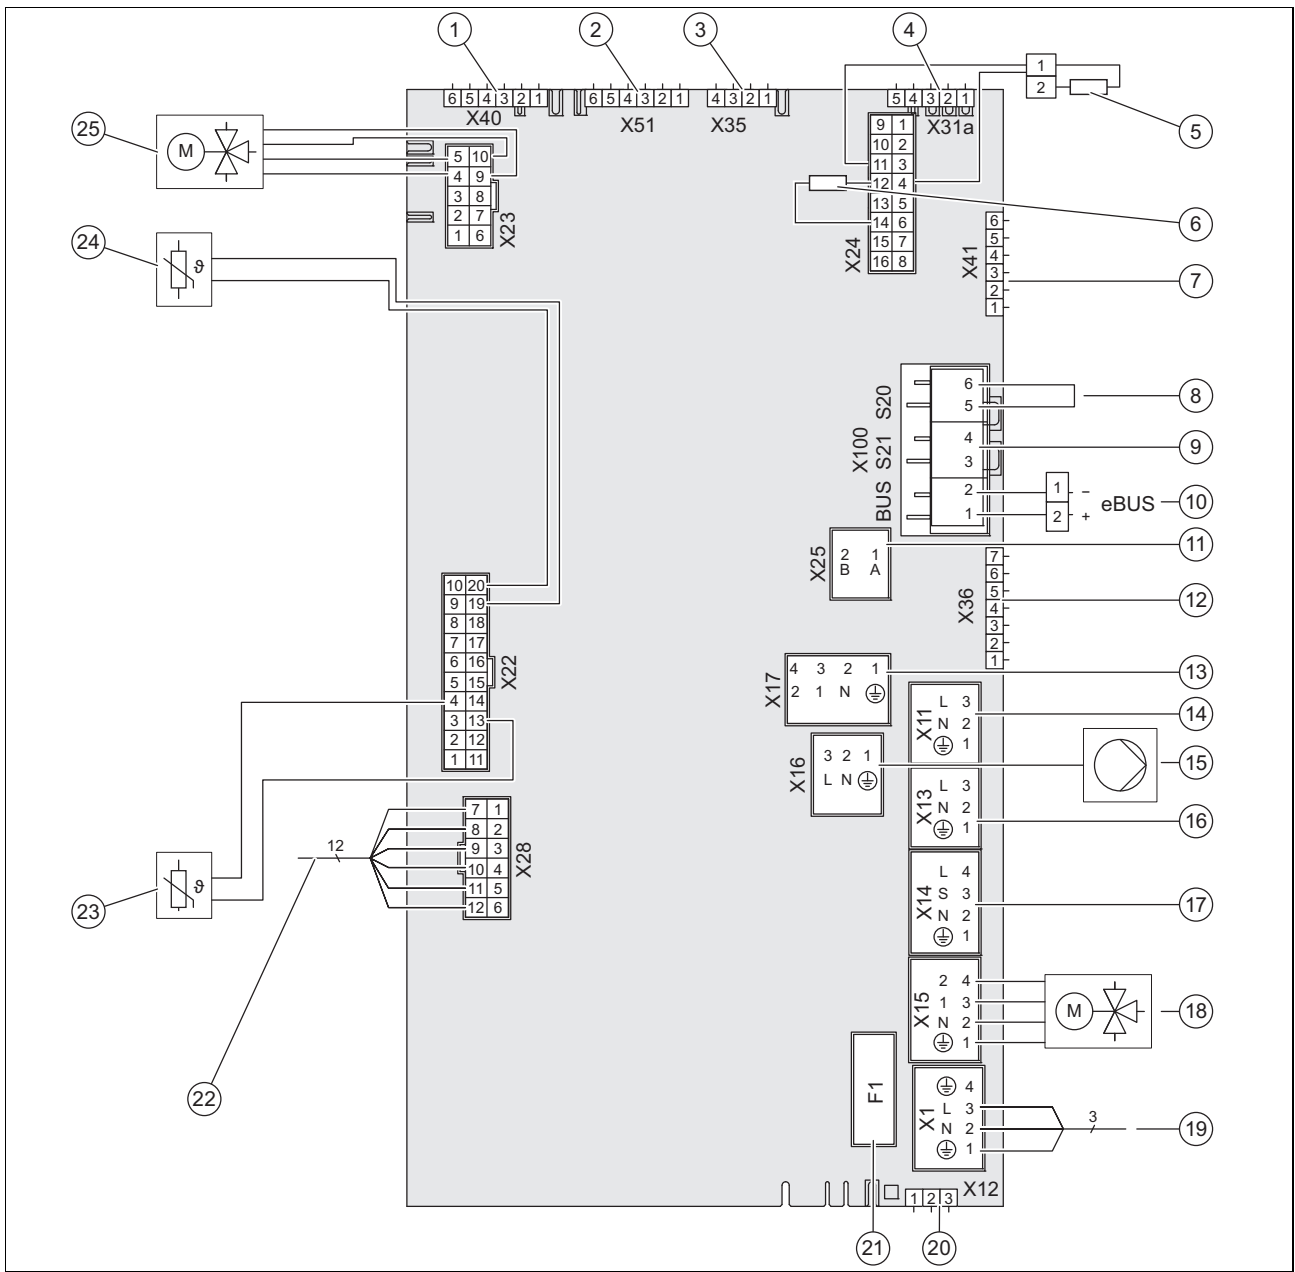 1 2 3 4
1
2
5
6 5 4 3 2 1
X40
6 5 4 3 2 1
X51
4 3 2 1
X35
5 4 3 2 1
X31a
25
M
5 10
4 9
3 8
2 7
1 6
X23
9 1
10 2
11 3
12 4
13 5
14 6
15 7
16 8
X24
6
24
ϑ
6
5
4
3
2
1
X41
7
X100
S20
6
5
8
S21
4
3
9
BUS
2
1
1 –
2 +
eBUS
10
X25
2 1
B A
11
7
6
5
4
3
2
1
X36
12
10 20
9 19
8 18
7 17
6 16
5 15
4 14
3 13
2 12
1 11
X22
X17
4 3 2 1
2 1 N
13
X11
L 3
N 2
1
14
X16
3 2 1
L N
15
X13
L 3
N 2
1
16
12
7 1
8 2
9 3
10 4
11 5
12 6
X28
23
ϑ
X14
L 4
S 3
N 2
1
17
X15
2 4
1 3
N 2
1
M
18
22
F1
X1
4
L 3
N 2
1
3
19
X12
1 2 3
21
20